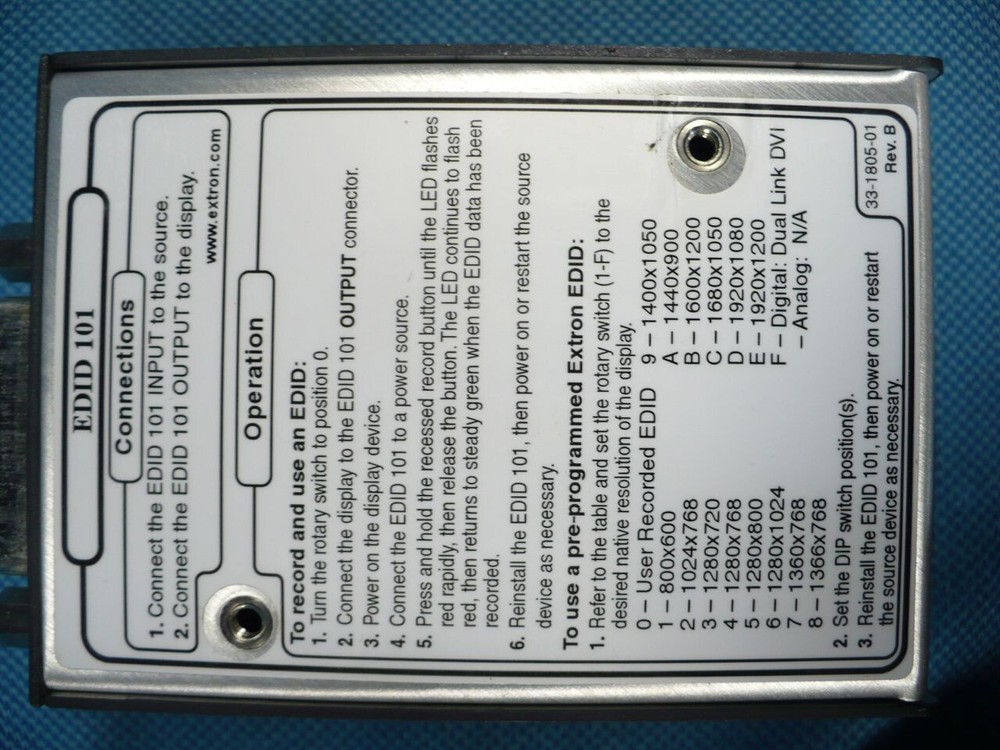 EDID 101
Connections
1. Connect the EDID 101 INPUT to the source.
2. Connect the EDID 101 OUTPUT to the display.
www.extron.com
Operation
To record and use an EDID:
1. Turn the rotary switch to position 0.
2. Connect the display to the EDID 101 OUTPUT connector.
3. Power on the display device.
4. Connect the EDID 101 to a power source.
5. Press and hold the recessed record button until the LED flashes
red rapidly, then release the button. The LED continues to flash
red, then returns to steady green when the EDID data has been
recorded.
6. Reinstall the EDID 101, then power on or restart the source
device as necessary.
To use a pre-programmed Extron EDID:
1. Refer to the table and set the rotary switch (1-F) to the
desired native resolution of the display.
0 – User Recorded EDID
1 – 800x600
2 – 1024x768
3 – 1280x720
4 – 1280x768
5 – 1280x800
6 – 1280x1024
7 – 1360x768
8 – 1366x768
9 – 1400x1050
A – 1440x900
B – 1600x1200
C – 1680x1050
D – 1920x1080
E – 1920x1200
F – Digital: Dual Link DVI
– Analog: N/A
2. Set the DIP switch position(s).
3. Reinstall the EDID 101, then power on or restart
the source device as necessary.
33-1805-01
Rev. B